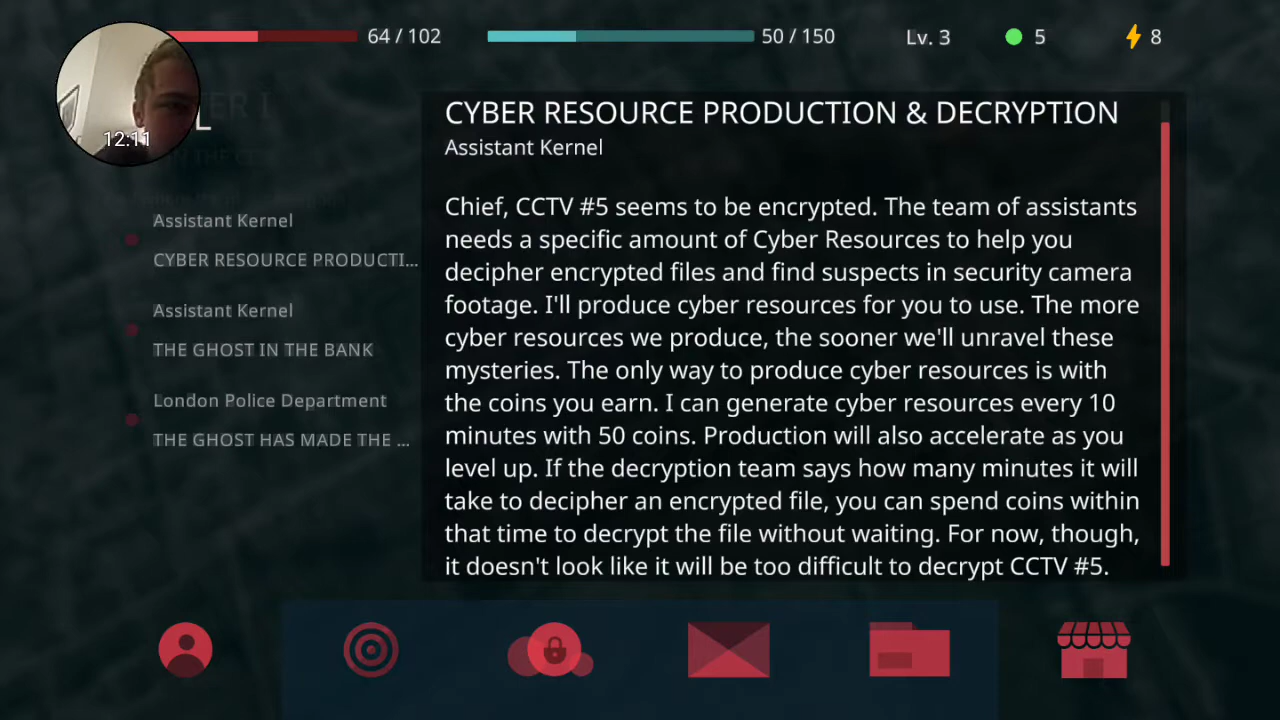 64 / 102
50 / 150
Lv. 3
5
8
12:11
CYBER RESOURCE PRODUCTION & DECRYPTION
Assistant Kernel
Assistant Kernel
CYBER RESOURCE PRODUCTI...
Assistant Kernel
THE GHOST IN THE BANK
London Police Department
THE GHOST HAS MADE THE ...
Chief, CCTV #5 seems to be encrypted. The team of assistants
needs a specific amount of Cyber Resources to help you
decipher encrypted files and find suspects in security camera
footage. I'll produce cyber resources for you to use. The more
cyber resources we produce, the sooner we'll unravel these
mysteries. The only way to produce cyber resources is with
the coins you earn. I can generate cyber resources every 10
minutes with 50 coins. Production will also accelerate as you
level up. If the decryption team says how many minutes it will
take to decipher an encrypted file, you can spend coins within
that time to decrypt the file without waiting. For now, though,
it doesn't look like it will be too difficult to decrypt CCTV #5.